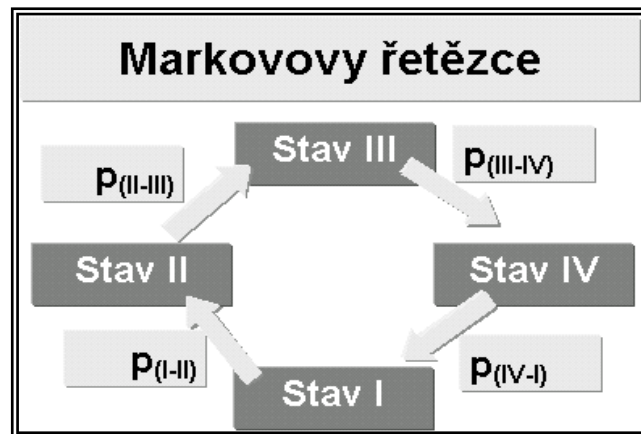 Markovovy řetězce
Stav III
p(II-III)
p(III-IV)
Stav II
Stav IV
p(I-II)
p(IV-I)
Stav I